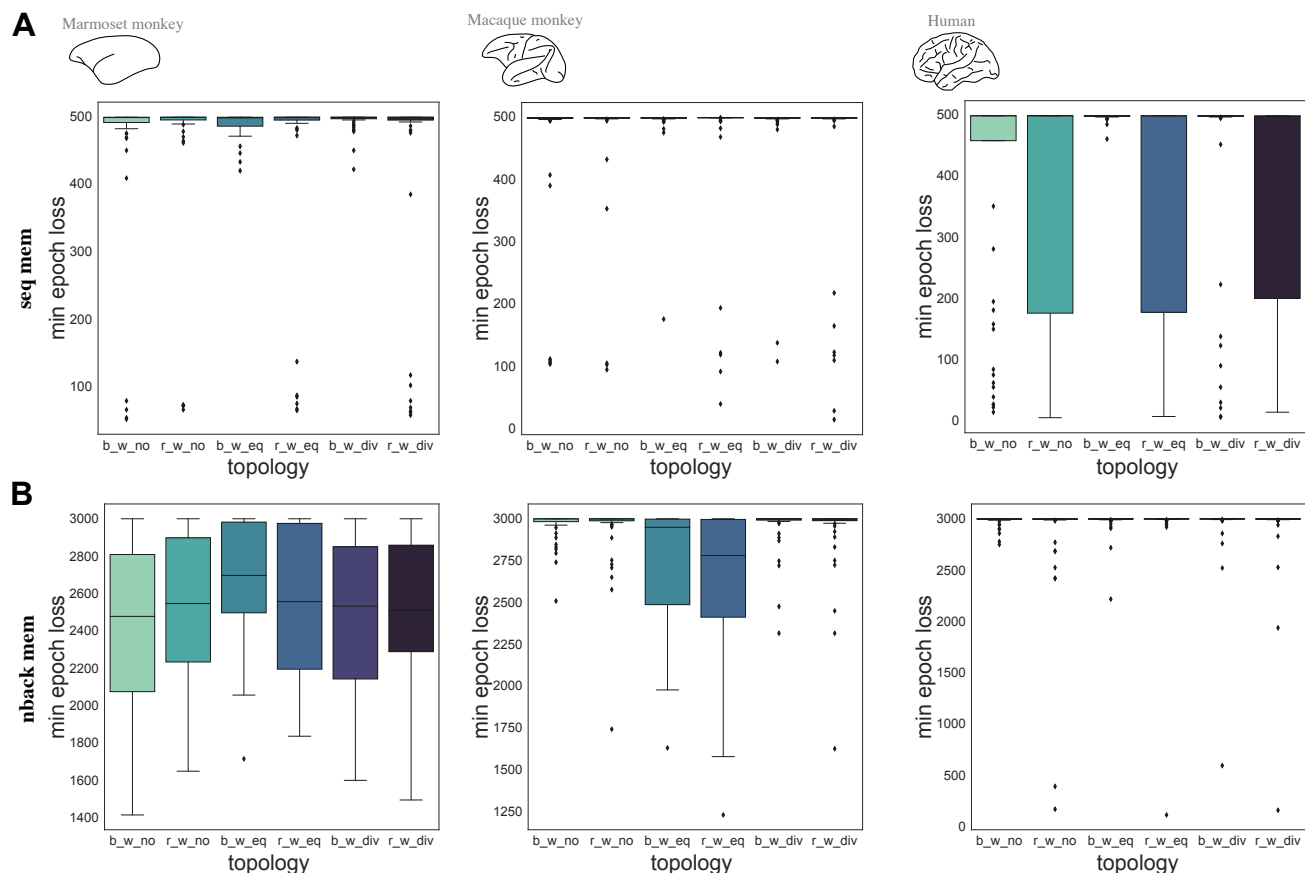 A
Marmoset monkey
Macaque monkey
Human
seq mem
min epoch loss
500
400
300
200
100
b_w_no r_w_no b_w_eq r_w_eq b_w_div r_w_div
topology
min epoch loss
500
400
300
200
100
0
b_w_no r_w_no b_w_eq r_w_eq b_w_div r_w_div
topology
min epoch loss
500
400
300
200
100
0
b_w_no r_w_no b_w_eq r_w_eq b_w_div r_w_div
topology
B
nback mem
min epoch loss
3000
2800
2600
2400
2200
2000
1800
1600
1400
b_w_no r_w_no b_w_eq r_w_eq b_w_div r_w_div
topology
min epoch loss
3000
2750
2500
2250
2000
1750
1500
1250
b_w_no r_w_no b_w_eq r_w_eq b_w_div r_w_div
topology
min epoch loss
3000
2500
2000
1500
1000
500
0
b_w_no r_w_no b_w_eq r_w_eq b_w_div r_w_div
topology